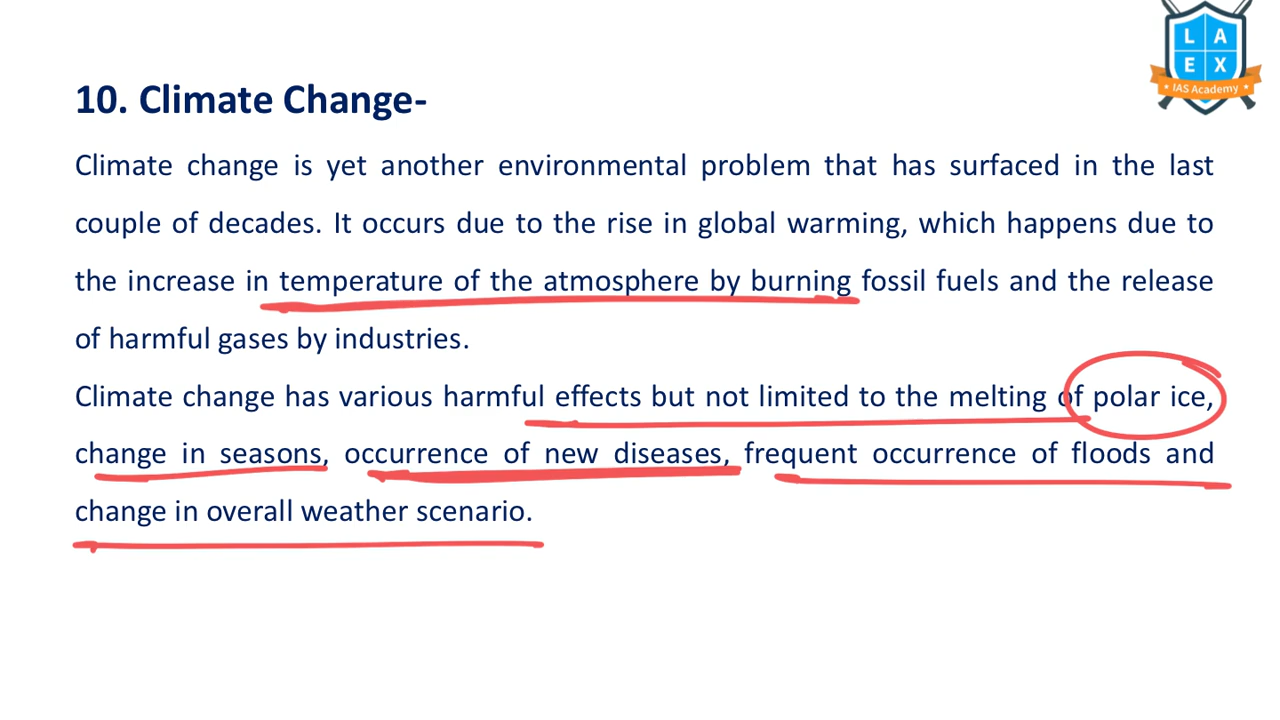 L A
E X
IAS Academy
10. Climate Change-
Climate change is yet another environmental problem that has surfaced in the last
couple of decades. It occurs due to the rise in global warming, which happens due to
the increase in temperature of the atmosphere by burning fossil fuels and the release
of harmful gases by industries.
Climate change has various harmful effects but not limited to the melting of polar ice,
change in seasons, occurrence of new diseases, frequent occurrence of floods and
change in overall weather scenario.